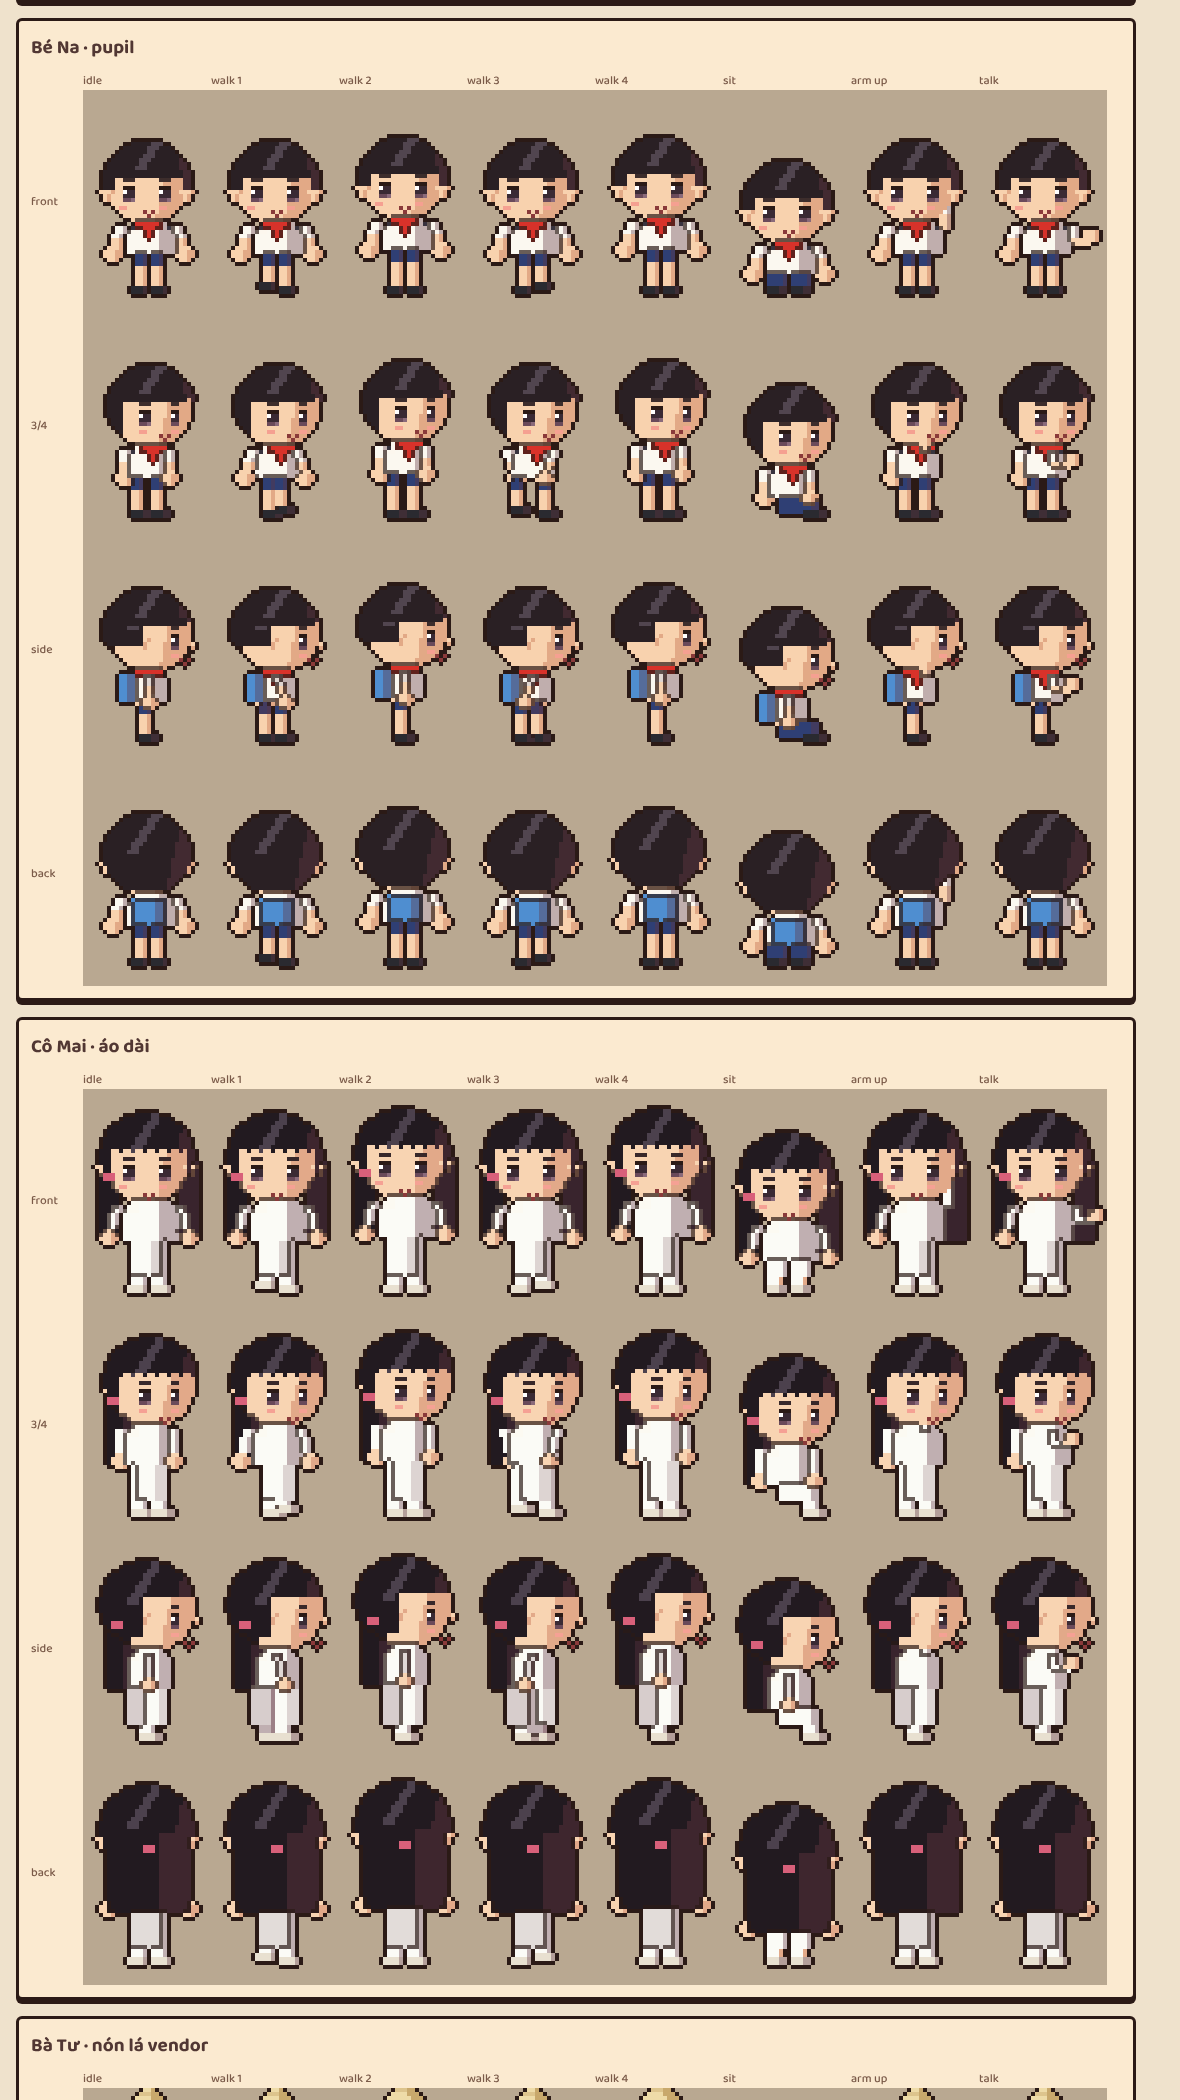 Bé Na · pupil
idle walk 1 walk 2 walk 3 walk 4 sit arm up talk
front
3/4
side
back
Cô Mai · áo dài
idle walk 1 walk 2 walk 3 walk 4 sit arm up talk
front
3/4
side
back
Bà Tư · nón lá vendor
idle walk 1 walk 2 walk 3 walk 4 sit arm up talk